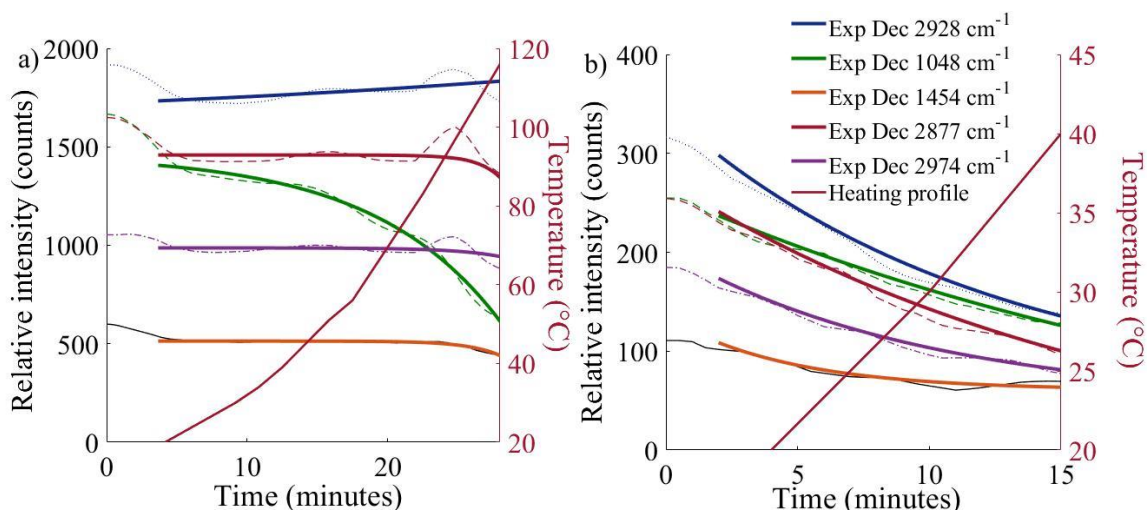 a)
2000
1500
1000
500
0
Relative intensity (counts)
0
10
20
Time (minutes)
120
100
80
60
40
20
Temperature (°C)
b)
400
300
200
100
0
Relative intensity (counts)
0
5
10
15
Time (minutes)
45
40
35
30
25
20
Temperature (°C)
Exp Dec 2928 cm⁻¹
Exp Dec 1048 cm⁻¹
Exp Dec 1454 cm⁻¹
Exp Dec 2877 cm⁻¹
Exp Dec 2974 cm⁻¹
Heating profile